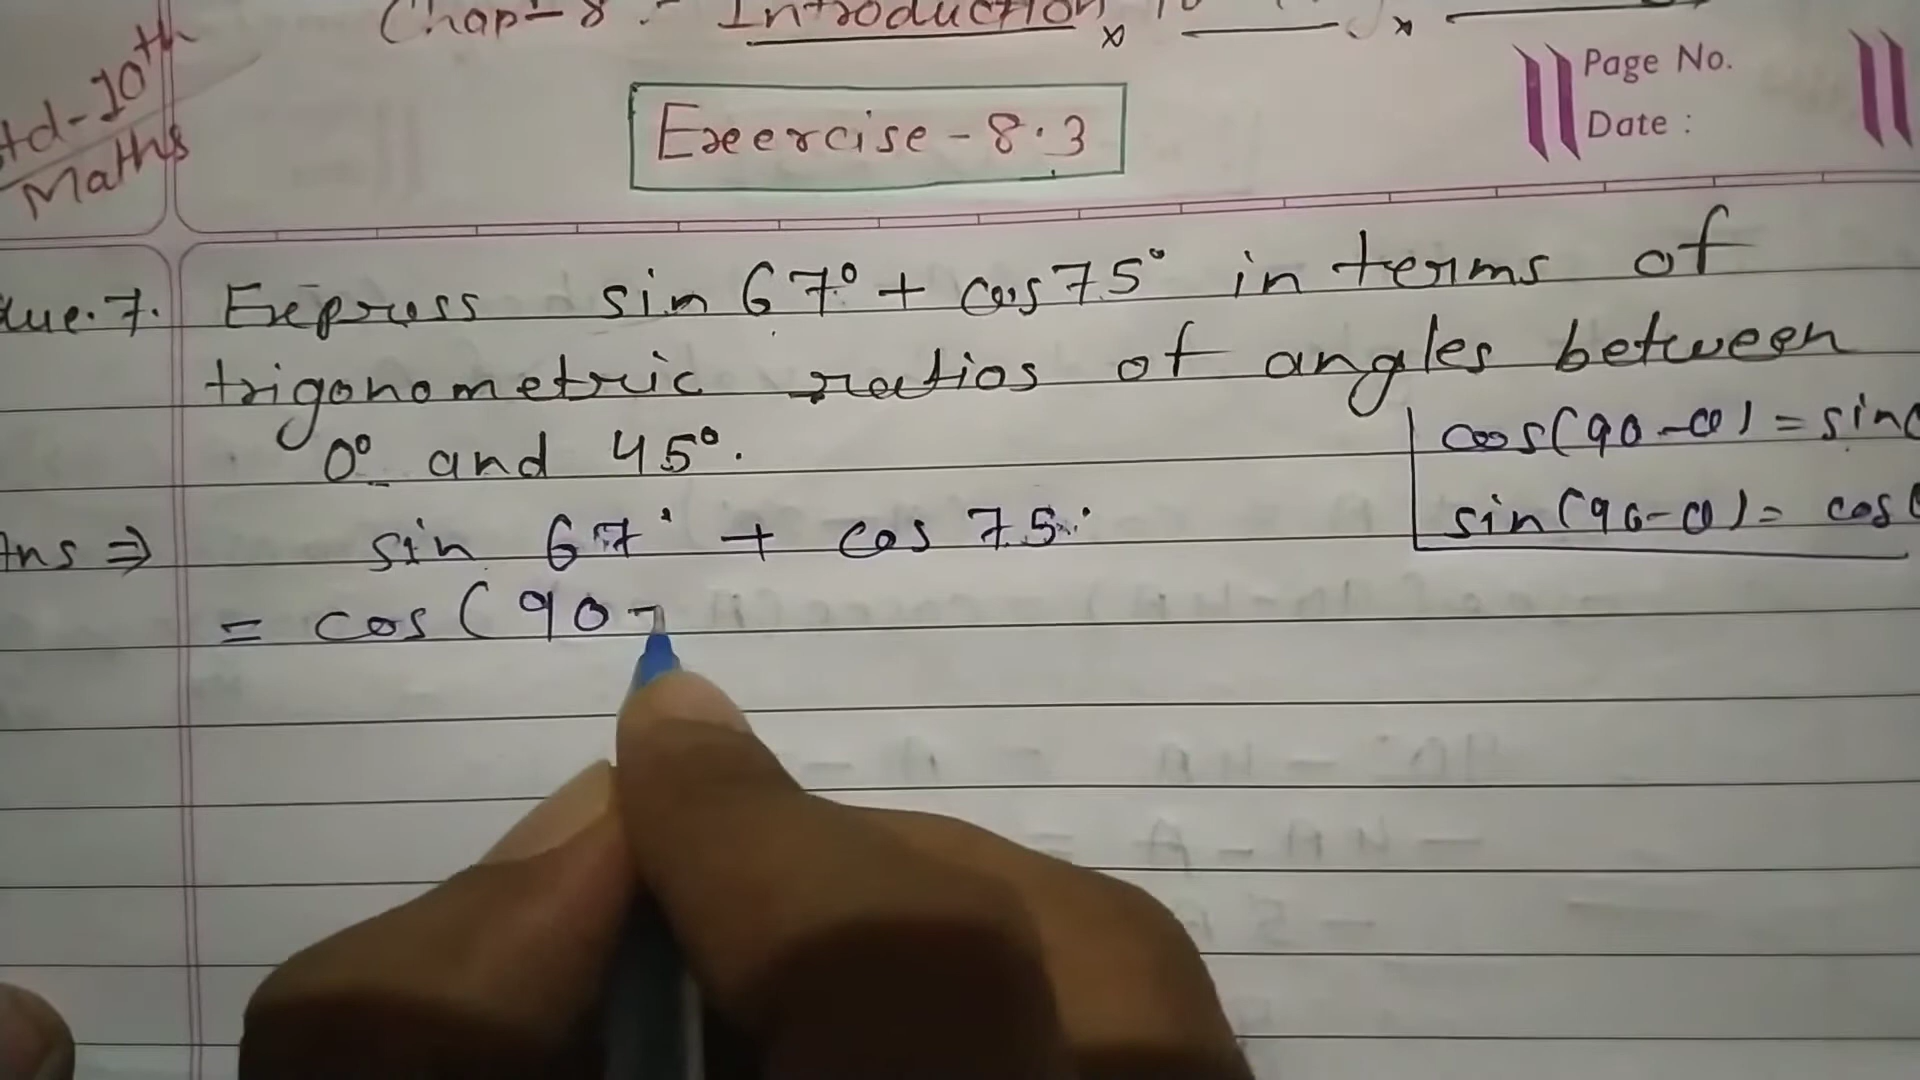 Chap-8 :- Introduction
td-10th
Maths
Page No.
Date :
Exercise - 8.3
Que.7. Express sin 67° + cos 75° in terms of
trigonometric ratios of angles between
0° and 45°.
cos(90-θ) = sin
sin(90-θ) = cos
Ans ⇒ sin 67° + cos 75°
= cos (90 -